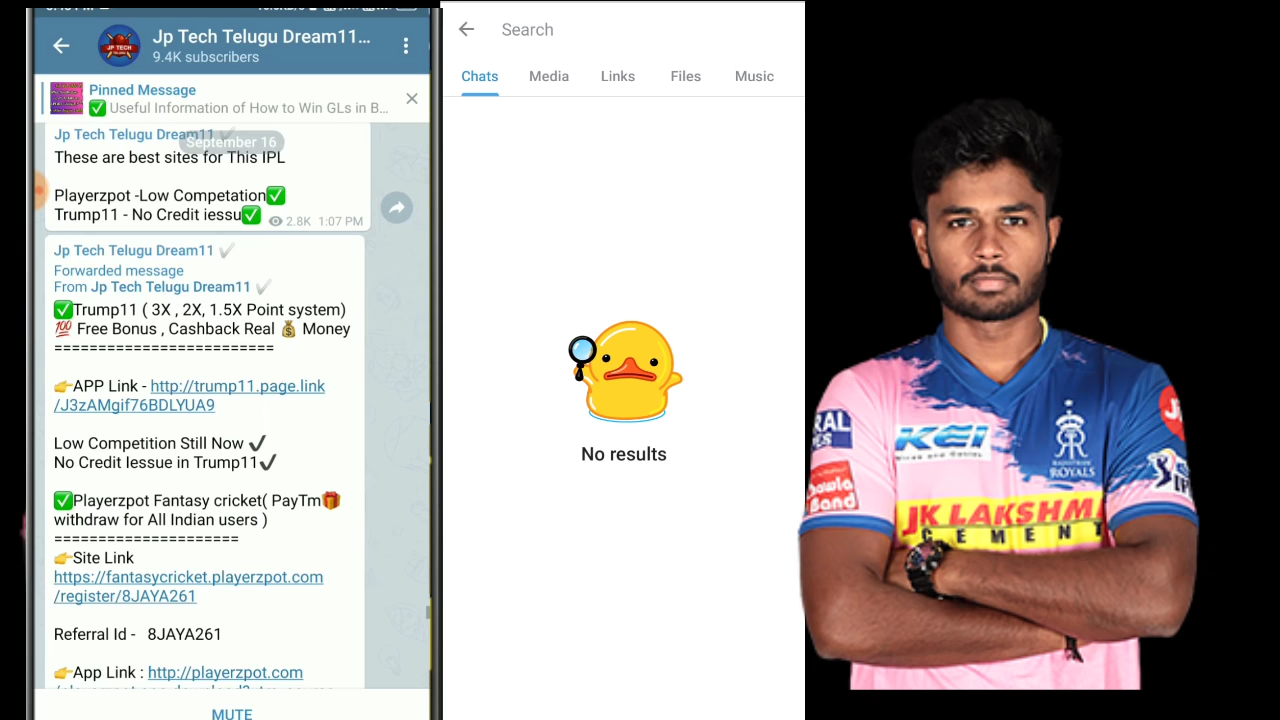 Jp Tech Telugu Dream11...
9.4K subscribers
Pinned Message
✅ Useful Information of How to Win GLs in B...
Jp Tech Telugu Dream11
September 16
These are best sites for This IPL
Playerzpot -Low Competation✅
Trump11 - No Credit iessu✅
2.8K 1:07 PM
Jp Tech Telugu Dream11 ✔
Forwarded message
From Jp Tech Telugu Dream11 ✔
✅Trump11 ( 3X , 2X, 1.5X Point system)
💯 Free Bonus , Cashback Real 💰 Money
=========================
👉APP Link - http://trump11.page.link
/J3zAMgif76BDLYUA9
Low Competition Still Now ✔
No Credit Iessue in Trump11✔
✅Playerzpot Fantasy cricket( PayTm🎁
withdraw for All Indian users )
=====================
👉Site Link
https://fantasycricket.playerzpot.com
/register/8JAYA261
Referral Id - 8JAYA261
👉App Link : http://playerzpot.com
MUTE
JP TECH
Search
Chats Media Links Files Music
No results
KEI
Wires and Cables
RAJASTHAN
ROYALS
JK LAKSHMI
CEMENT